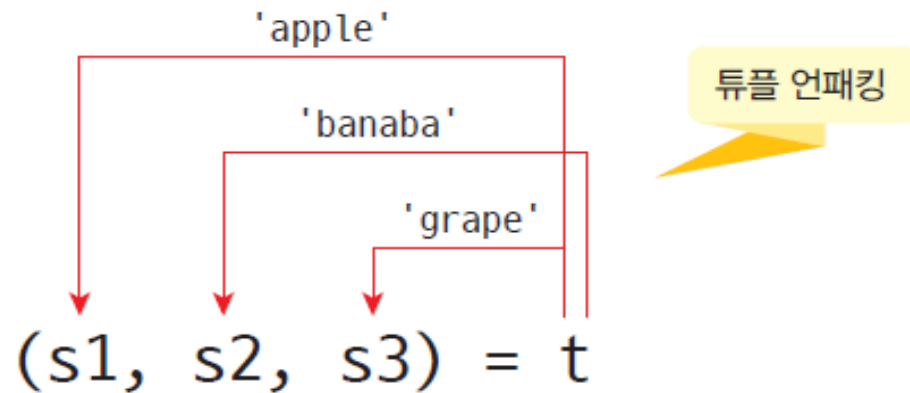 'apple'
튜플 언패킹
'banaba'
'grape'
(s1, s2, s3) = t